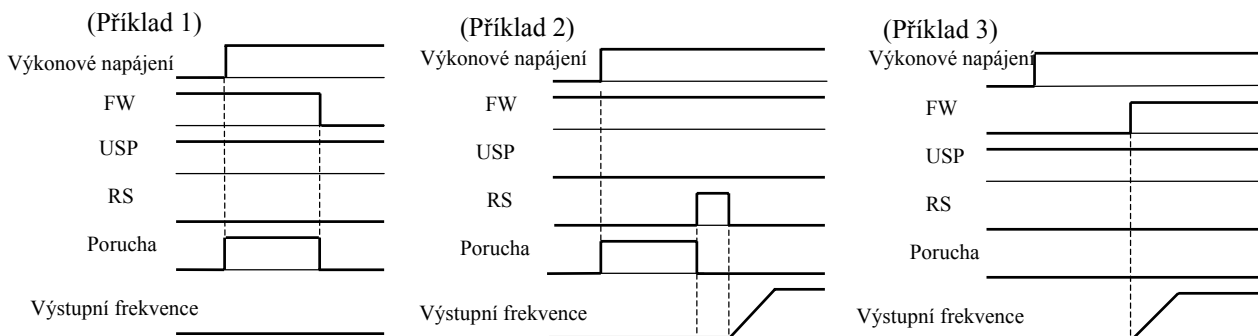 (Příklad 1)
Výkonové napájení
FW
USP
RS
Porucha
Výstupní frekvence
(Příklad 2)
Výkonové napájení
FW
USP
RS
Porucha
Výstupní frekvence
(Příklad 3)
Výkonové napájení
FW
USP
RS
Porucha
Výstupní frekvence